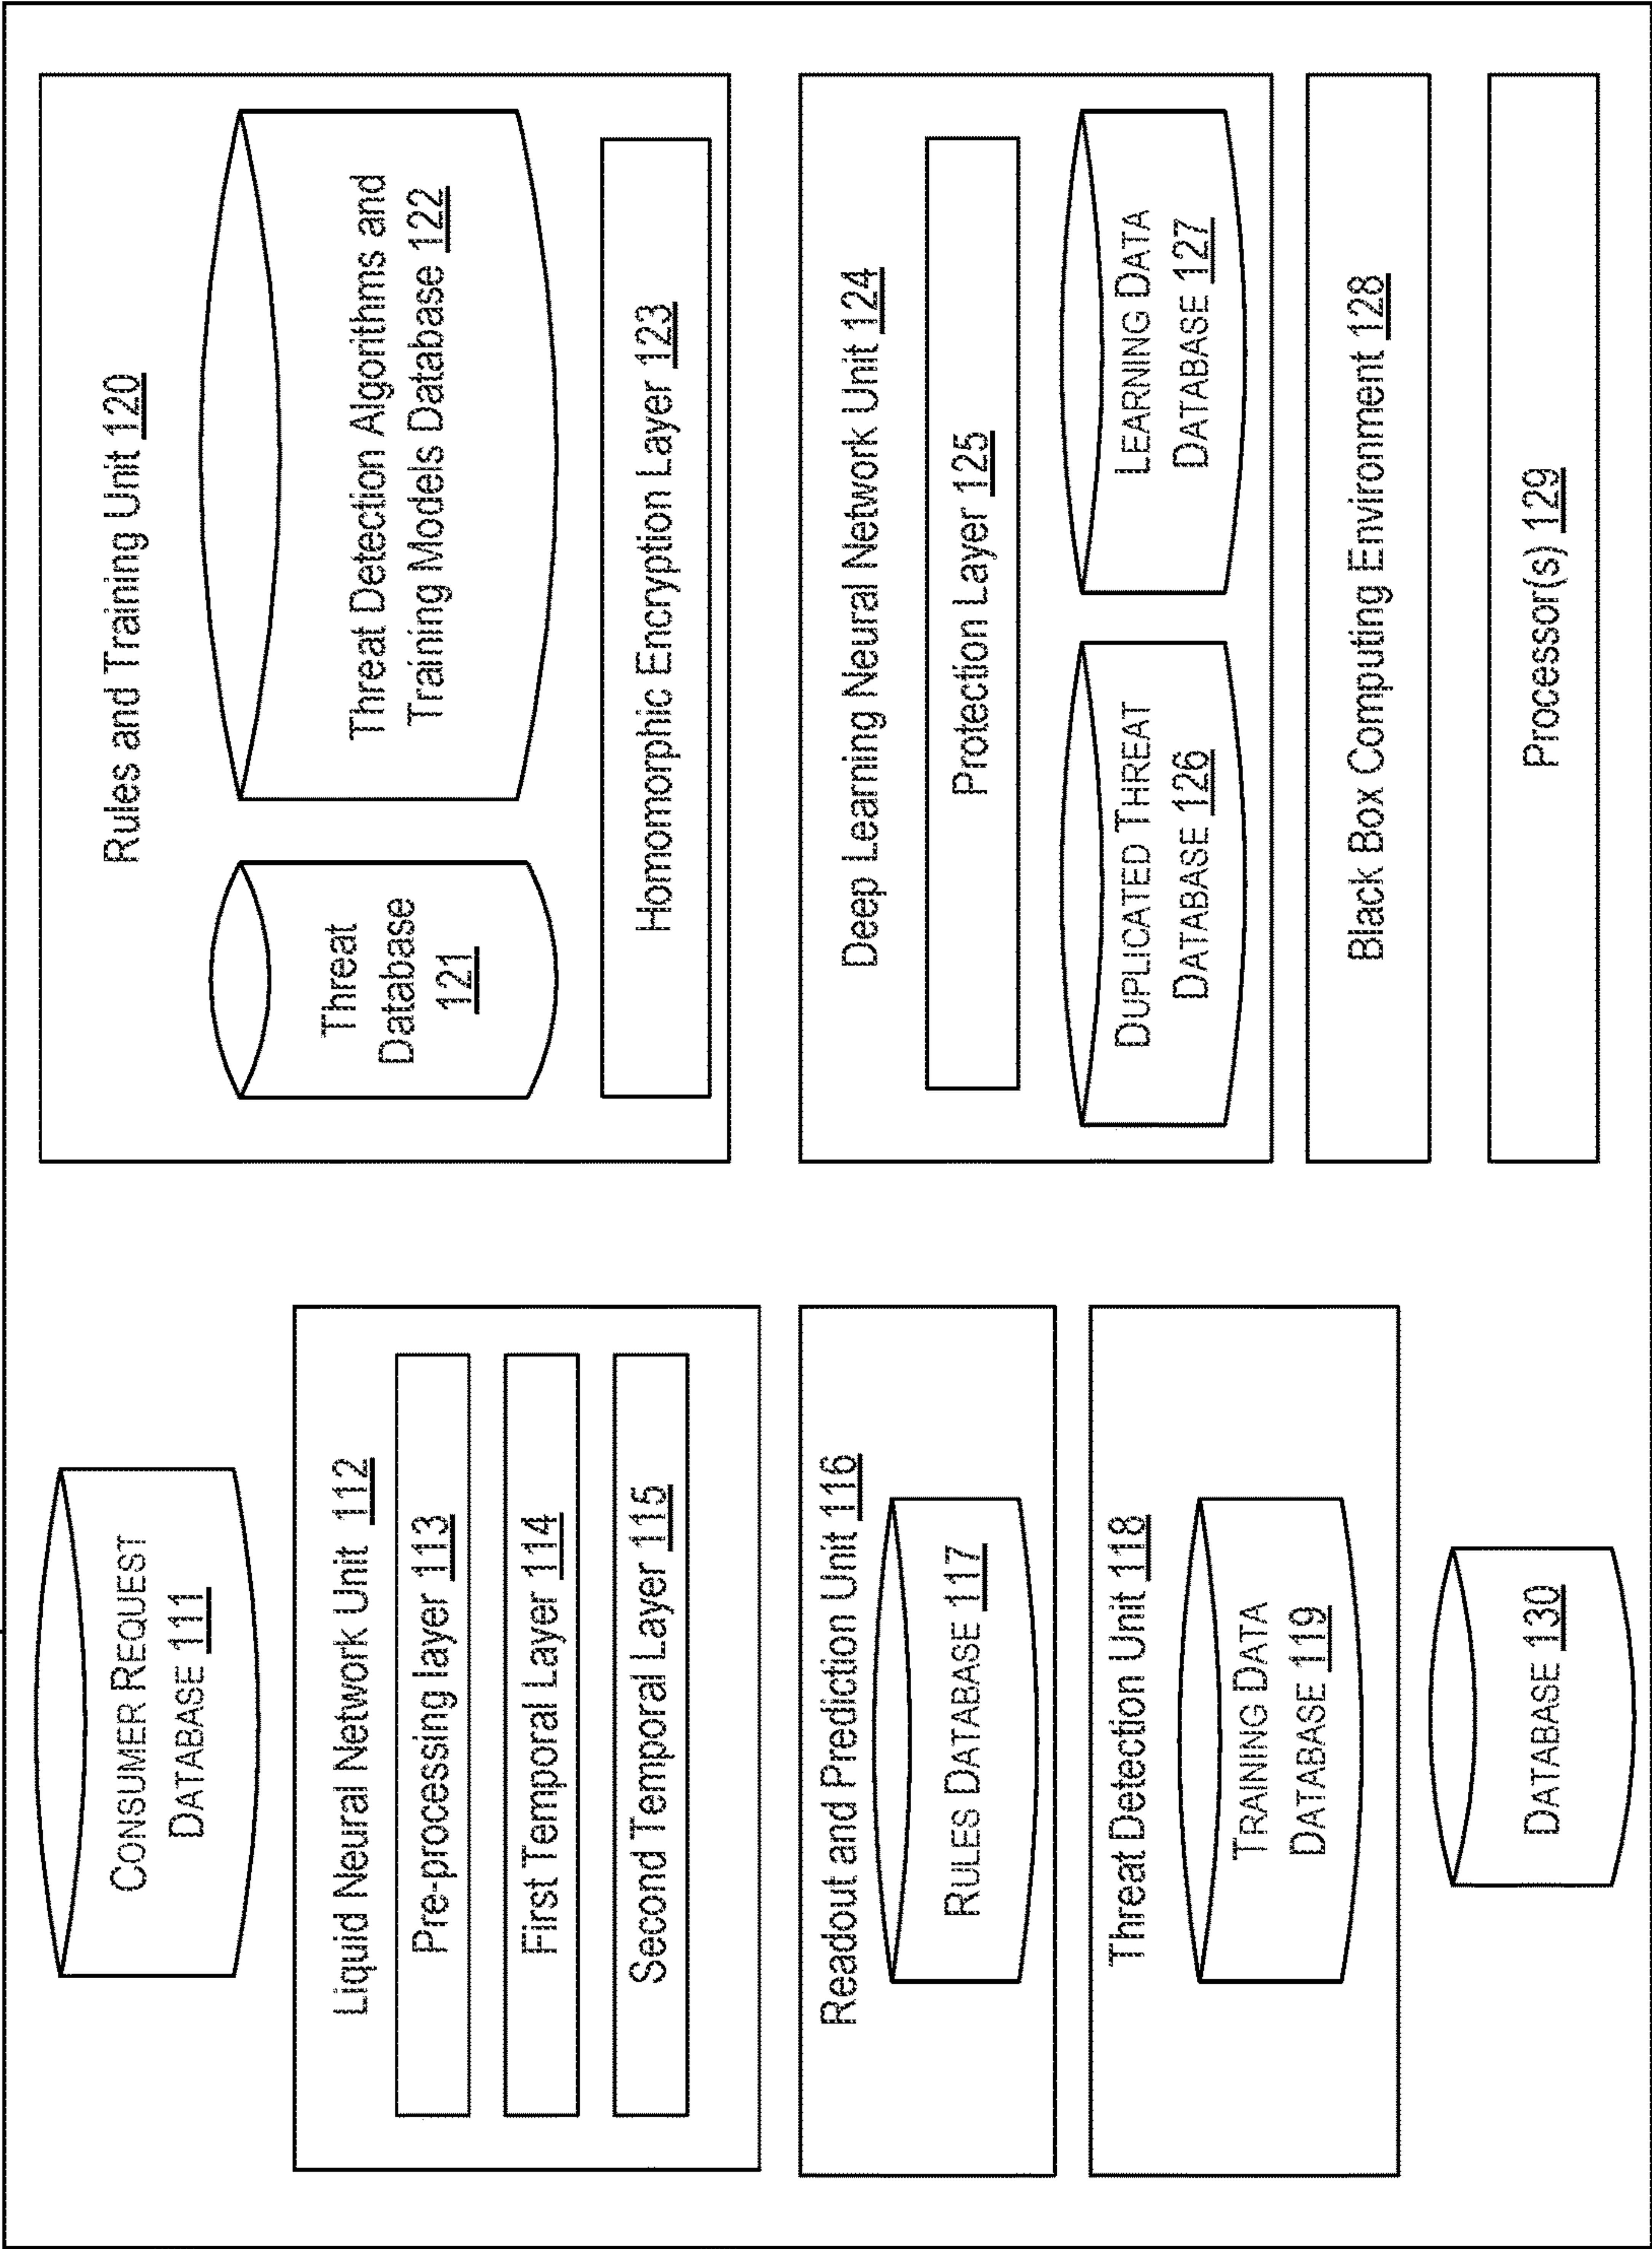 CONSUMER REQUEST
DATABASE 111
Liquid Neural Network Unit 112
Pre-processing layer 113
First Temporal Layer 114
Second Temporal Layer 115
Readout and Prediction Unit 116
RULES DATABASE 117
Threat Detection Unit 118
TRAINING DATA
DATABASE 119
DATABASE 130
Rules and Training Unit 120
Threat
Database
121
Threat Detection Algorithms and
Training Models Database 122
Homomorphic Encryption Layer 123
Deep Learning Neural Network Unit 124
Protection Layer 125
DUPLICATED THREAT
DATABASE 126
LEARNING DATA
DATABASE 127
Black Box Computing Environment 128
Processor(s) 129